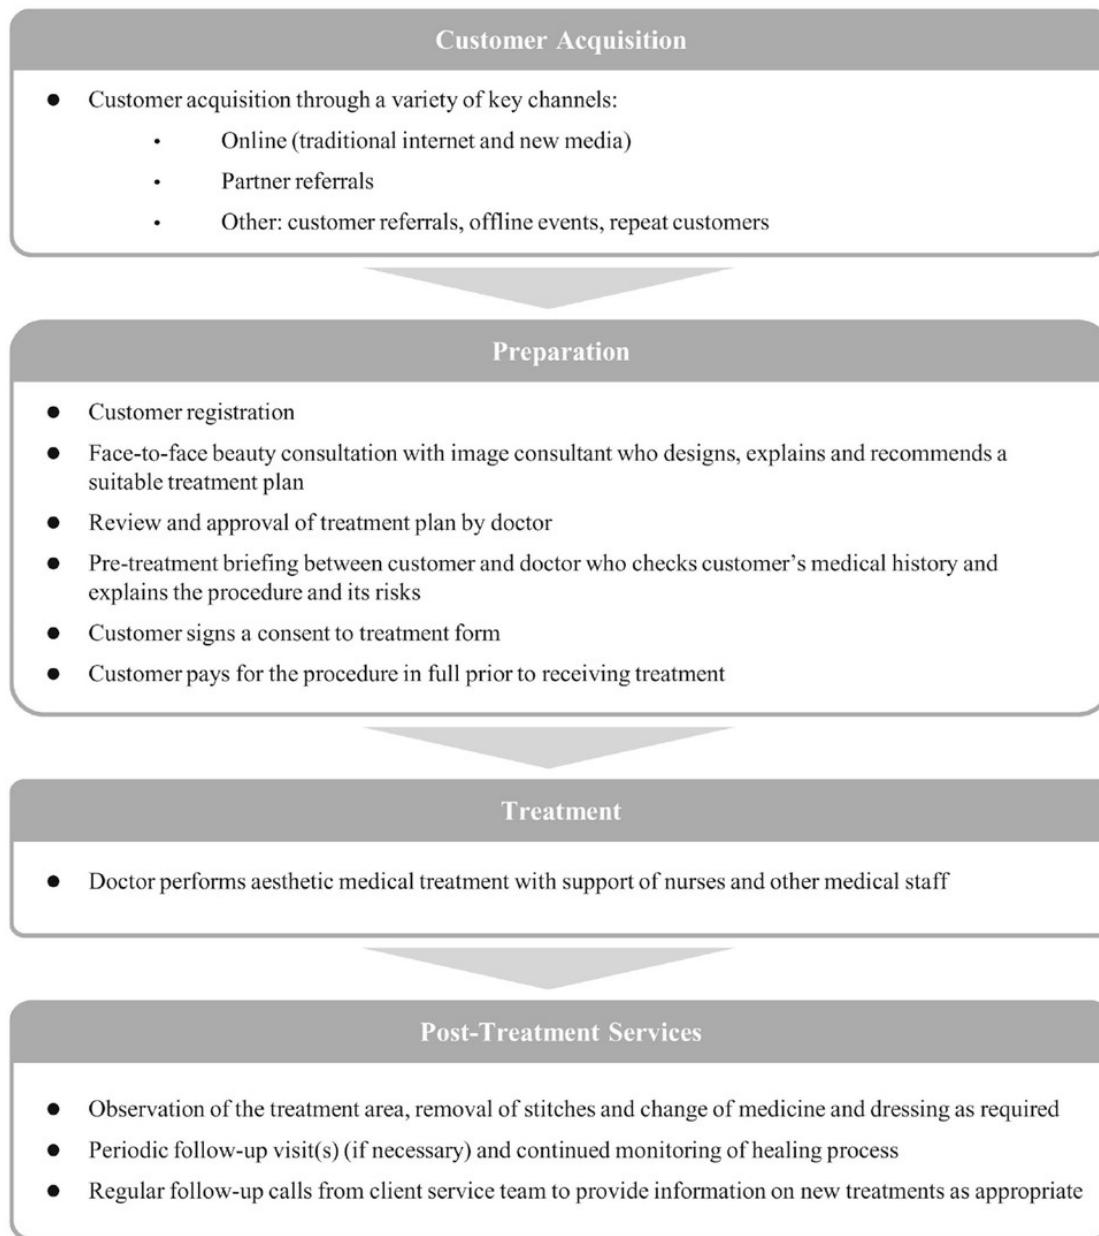 Customer Acquisition
● Customer acquisition through a variety of key channels:
• Online (traditional internet and new media)
• Partner referrals
• Other: customer referrals, offline events, repeat customers
Preparation
● Customer registration
● Face-to-face beauty consultation with image consultant who designs, explains and recommends a
suitable treatment plan
● Review and approval of treatment plan by doctor
● Pre-treatment briefing between customer and doctor who checks customer’s medical history and
explains the procedure and its risks
● Customer signs a consent to treatment form
● Customer pays for the procedure in full prior to receiving treatment
Treatment
● Doctor performs aesthetic medical treatment with support of nurses and other medical staff
Post-Treatment Services
● Observation of the treatment area, removal of stitches and change of medicine and dressing as required
● Periodic follow-up visit(s) (if necessary) and continued monitoring of healing process
● Regular follow-up calls from client service team to provide information on new treatments as appropriate